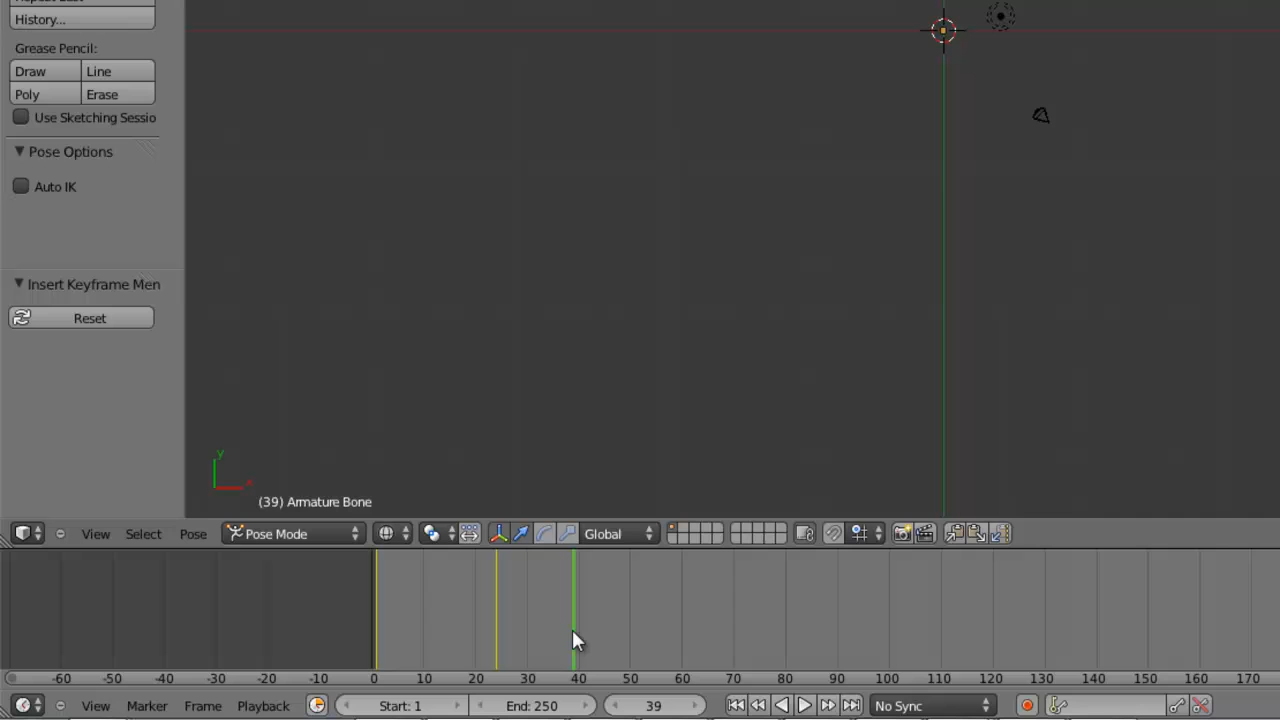 History...
Grease Pencil:
Draw Line
Poly Erase
Use Sketching Sessio
Pose Options
Auto IK
Insert Keyframe Men
Reset
y
x
(39) Armature Bone
View Select Pose Pose Mode Global
-60 -50 -40 -30 -20 -10 0 10 20 30 40 50 60 70 80 90 100 110 120 130 140 150 160 170
View Marker Frame Playback Start: 1 End: 250 39 No Sync